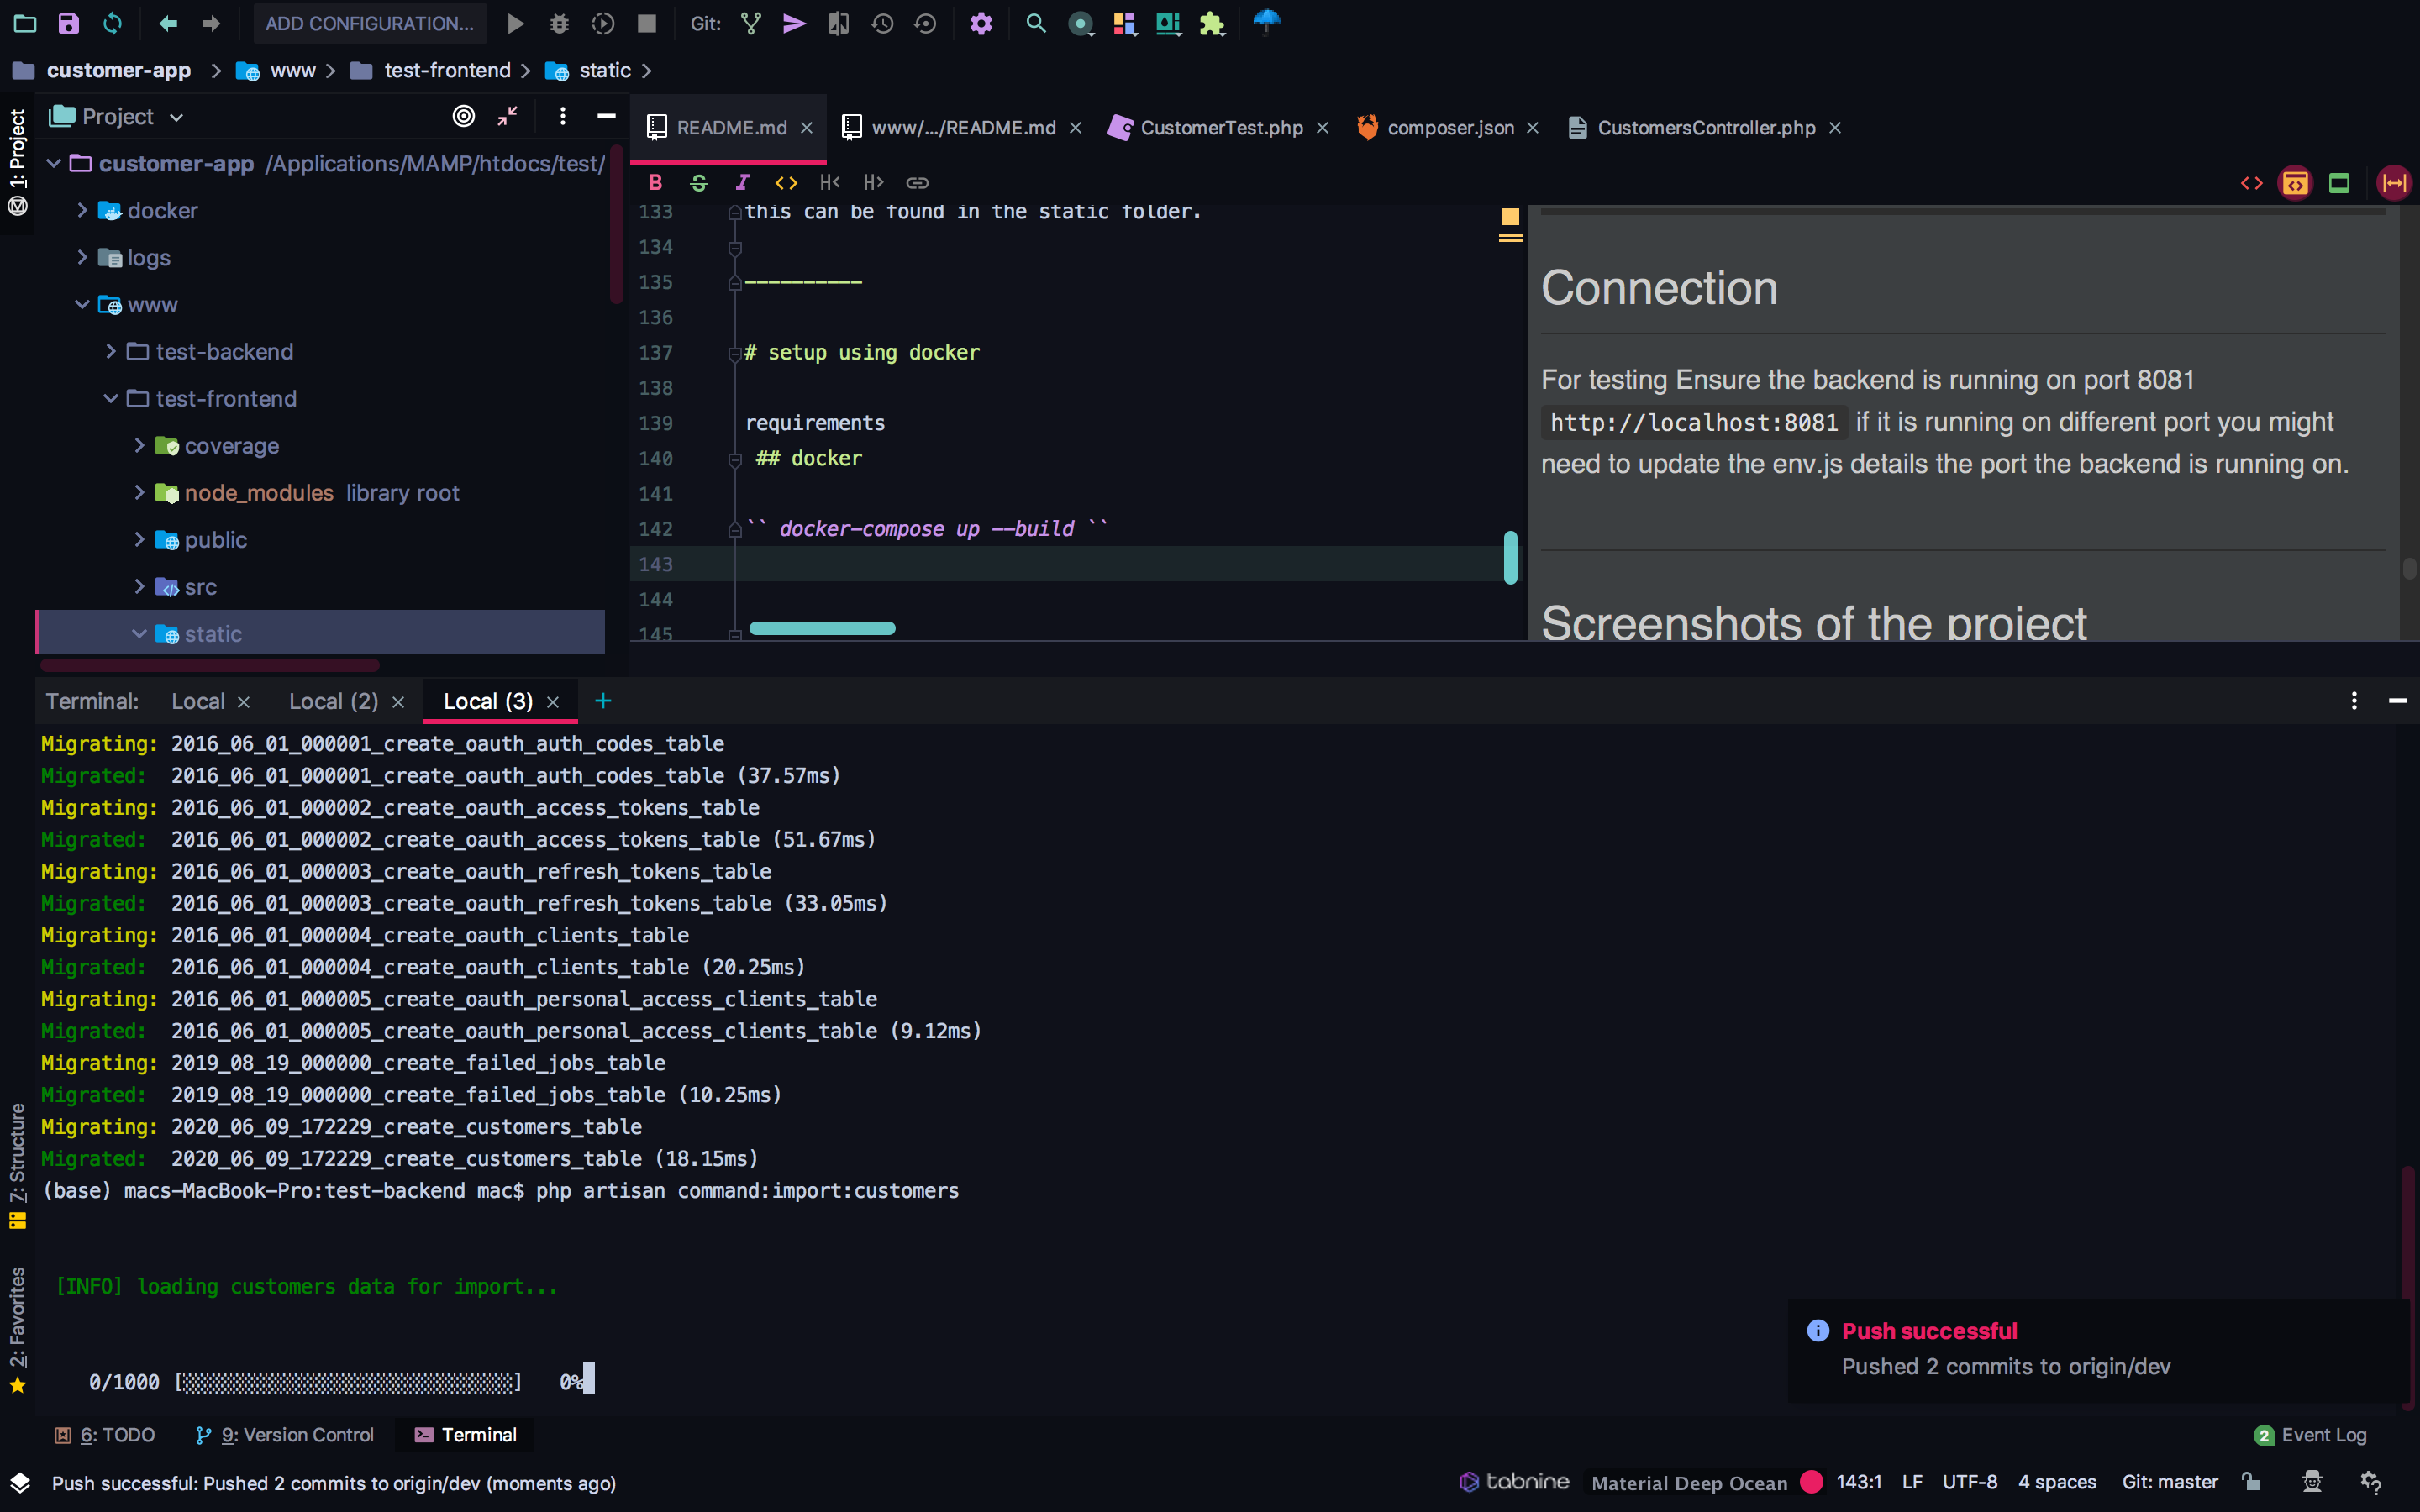 ADD CONFIGURATION...
Git:
customer-app
www
test-frontend
static
1: Project
Project
customer-app /Applications/MAMP/htdocs/test/
docker
logs
www
test-backend
test-frontend
coverage
node_modules library root
public
src
static
README.md
www/.../README.md
CustomerTest.php
composer.json
CustomersController.php
B S I <> H< H>
133 this can be found in the static folder.
134
135 ----------
136
137 # setup using docker
138
139 requirements
140 ## docker
141
142 `` docker-compose up --build ``
143
144
145
Connection
For testing Ensure the backend is running on port 8081
http://localhost:8081 if it is running on different port you might
need to update the env.js details the port the backend is running on.
Screenshots of the project
Terminal: Local Local (2) Local (3)
Migrating: 2016_06_01_000001_create_oauth_auth_codes_table
Migrated: 2016_06_01_000001_create_oauth_auth_codes_table (37.57ms)
Migrating: 2016_06_01_000002_create_oauth_access_tokens_table
Migrated: 2016_06_01_000002_create_oauth_access_tokens_table (51.67ms)
Migrating: 2016_06_01_000003_create_oauth_refresh_tokens_table
Migrated: 2016_06_01_000003_create_oauth_refresh_tokens_table (33.05ms)
Migrating: 2016_06_01_000004_create_oauth_clients_table
Migrated: 2016_06_01_000004_create_oauth_clients_table (20.25ms)
Migrating: 2016_06_01_000005_create_oauth_personal_access_clients_table
Migrated: 2016_06_01_000005_create_oauth_personal_access_clients_table (9.12ms)
Migrating: 2019_08_19_000000_create_failed_jobs_table
Migrated: 2019_08_19_000000_create_failed_jobs_table (10.25ms)
Migrating: 2020_06_09_172229_create_customers_table
Migrated: 2020_06_09_172229_create_customers_table (18.15ms)
(base) macs-MacBook-Pro:test-backend mac$ php artisan command:import:customers
[INFO] loading customers data for import...
0/1000 [░░░░░░░░░░░░░░░░░░░░░░░░░░░░] 0%
7: Structure
2: Favorites
Push successful
Pushed 2 commits to origin/dev
6: TODO
9: Version Control
Terminal
2 Event Log
Push successful: Pushed 2 commits to origin/dev (moments ago)
tabnine
Material Deep Ocean
143:1 LF UTF-8 4 spaces Git: master